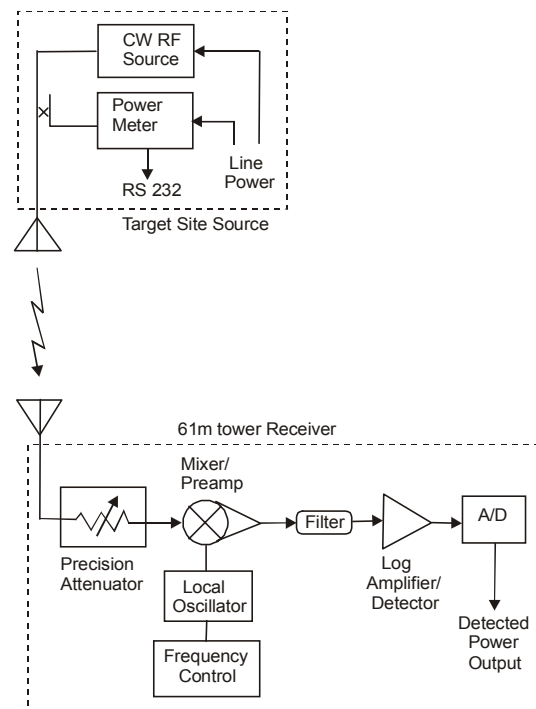 CW RF
Source
Power
Meter
Line
Power
RS 232
Target Site Source
61m tower Receiver
Mixer/
Preamp
Filter
A/D
Precision
Attenuator
Local
Oscillator
Log
Amplifier/
Detector
Detected
Power
Output
Frequency
Control